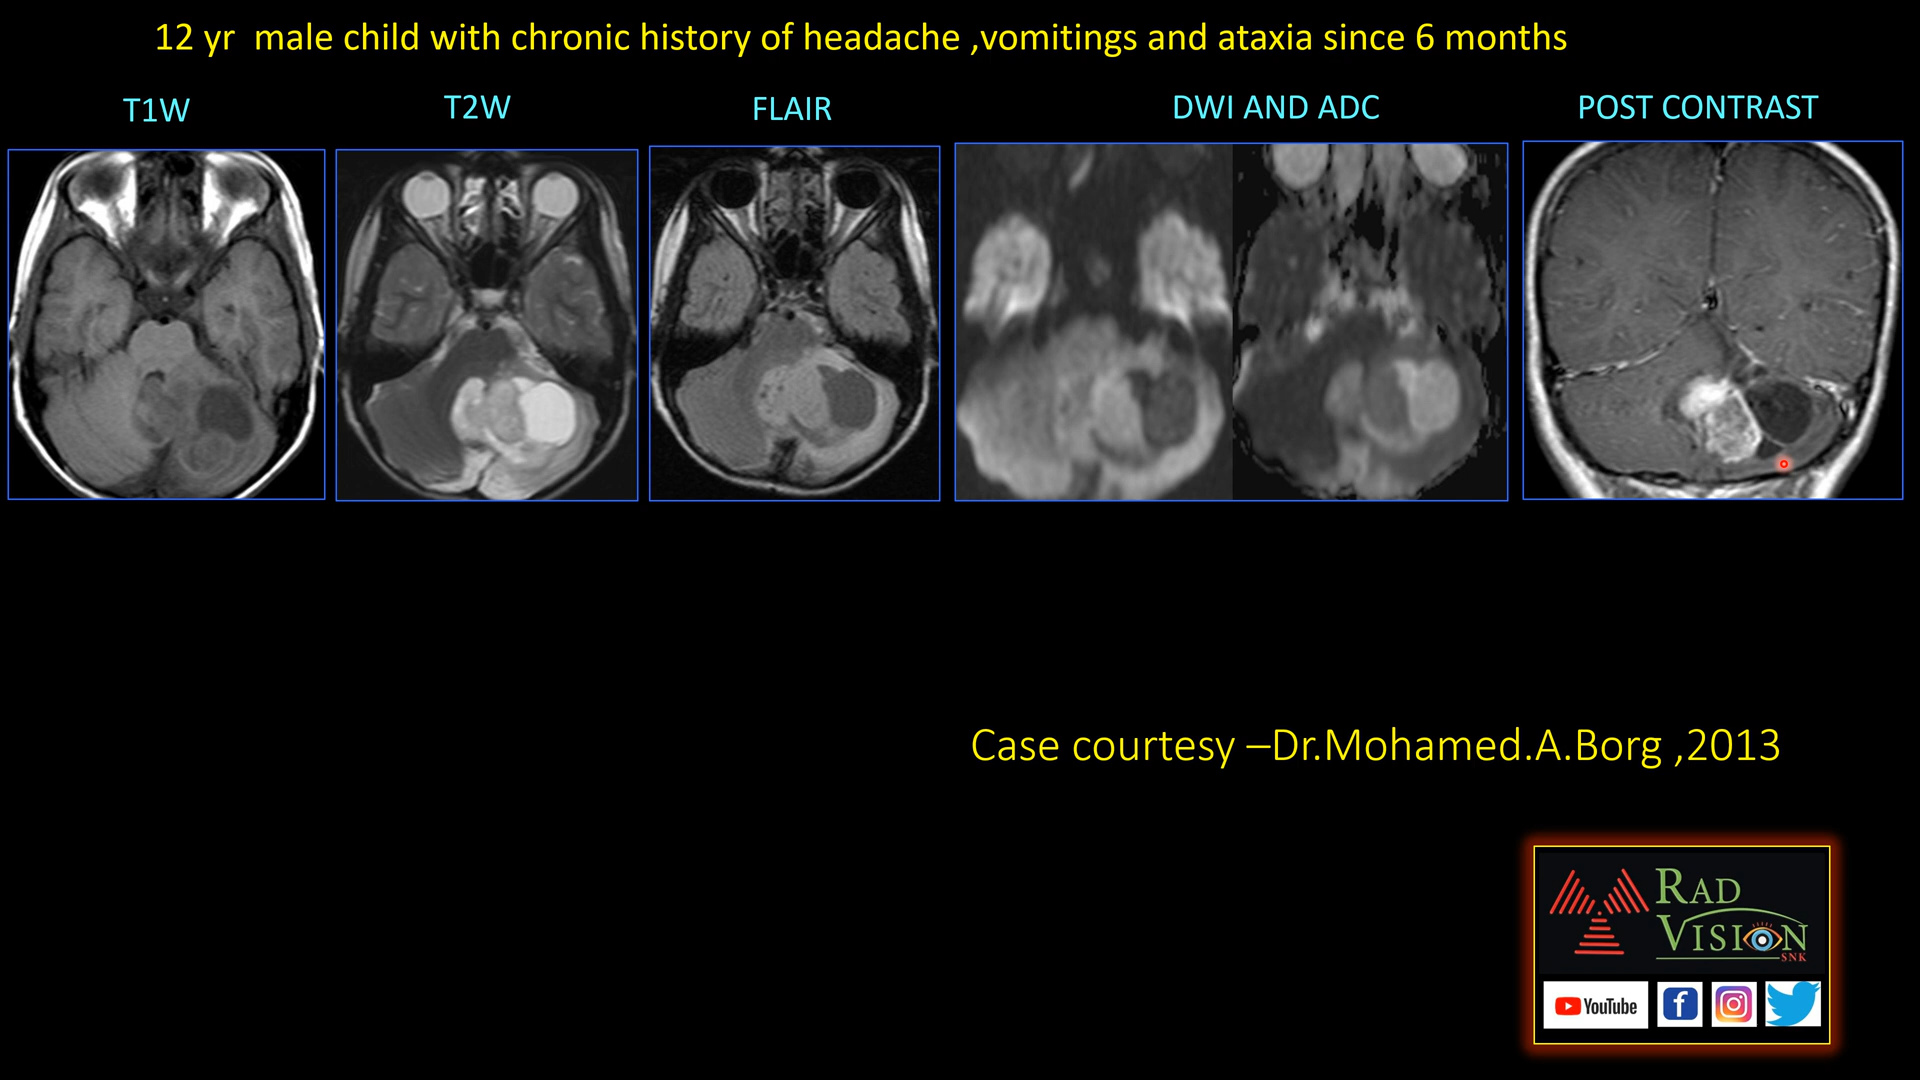 12 yr male child with chronic history of headache ,vomitings and ataxia since 6 months
T1W
T2W
FLAIR
DWI AND ADC
POST CONTRAST
Case courtesy –Dr.Mohamed.A.Borg ,2013
RAD
VISION
SNK
YouTube